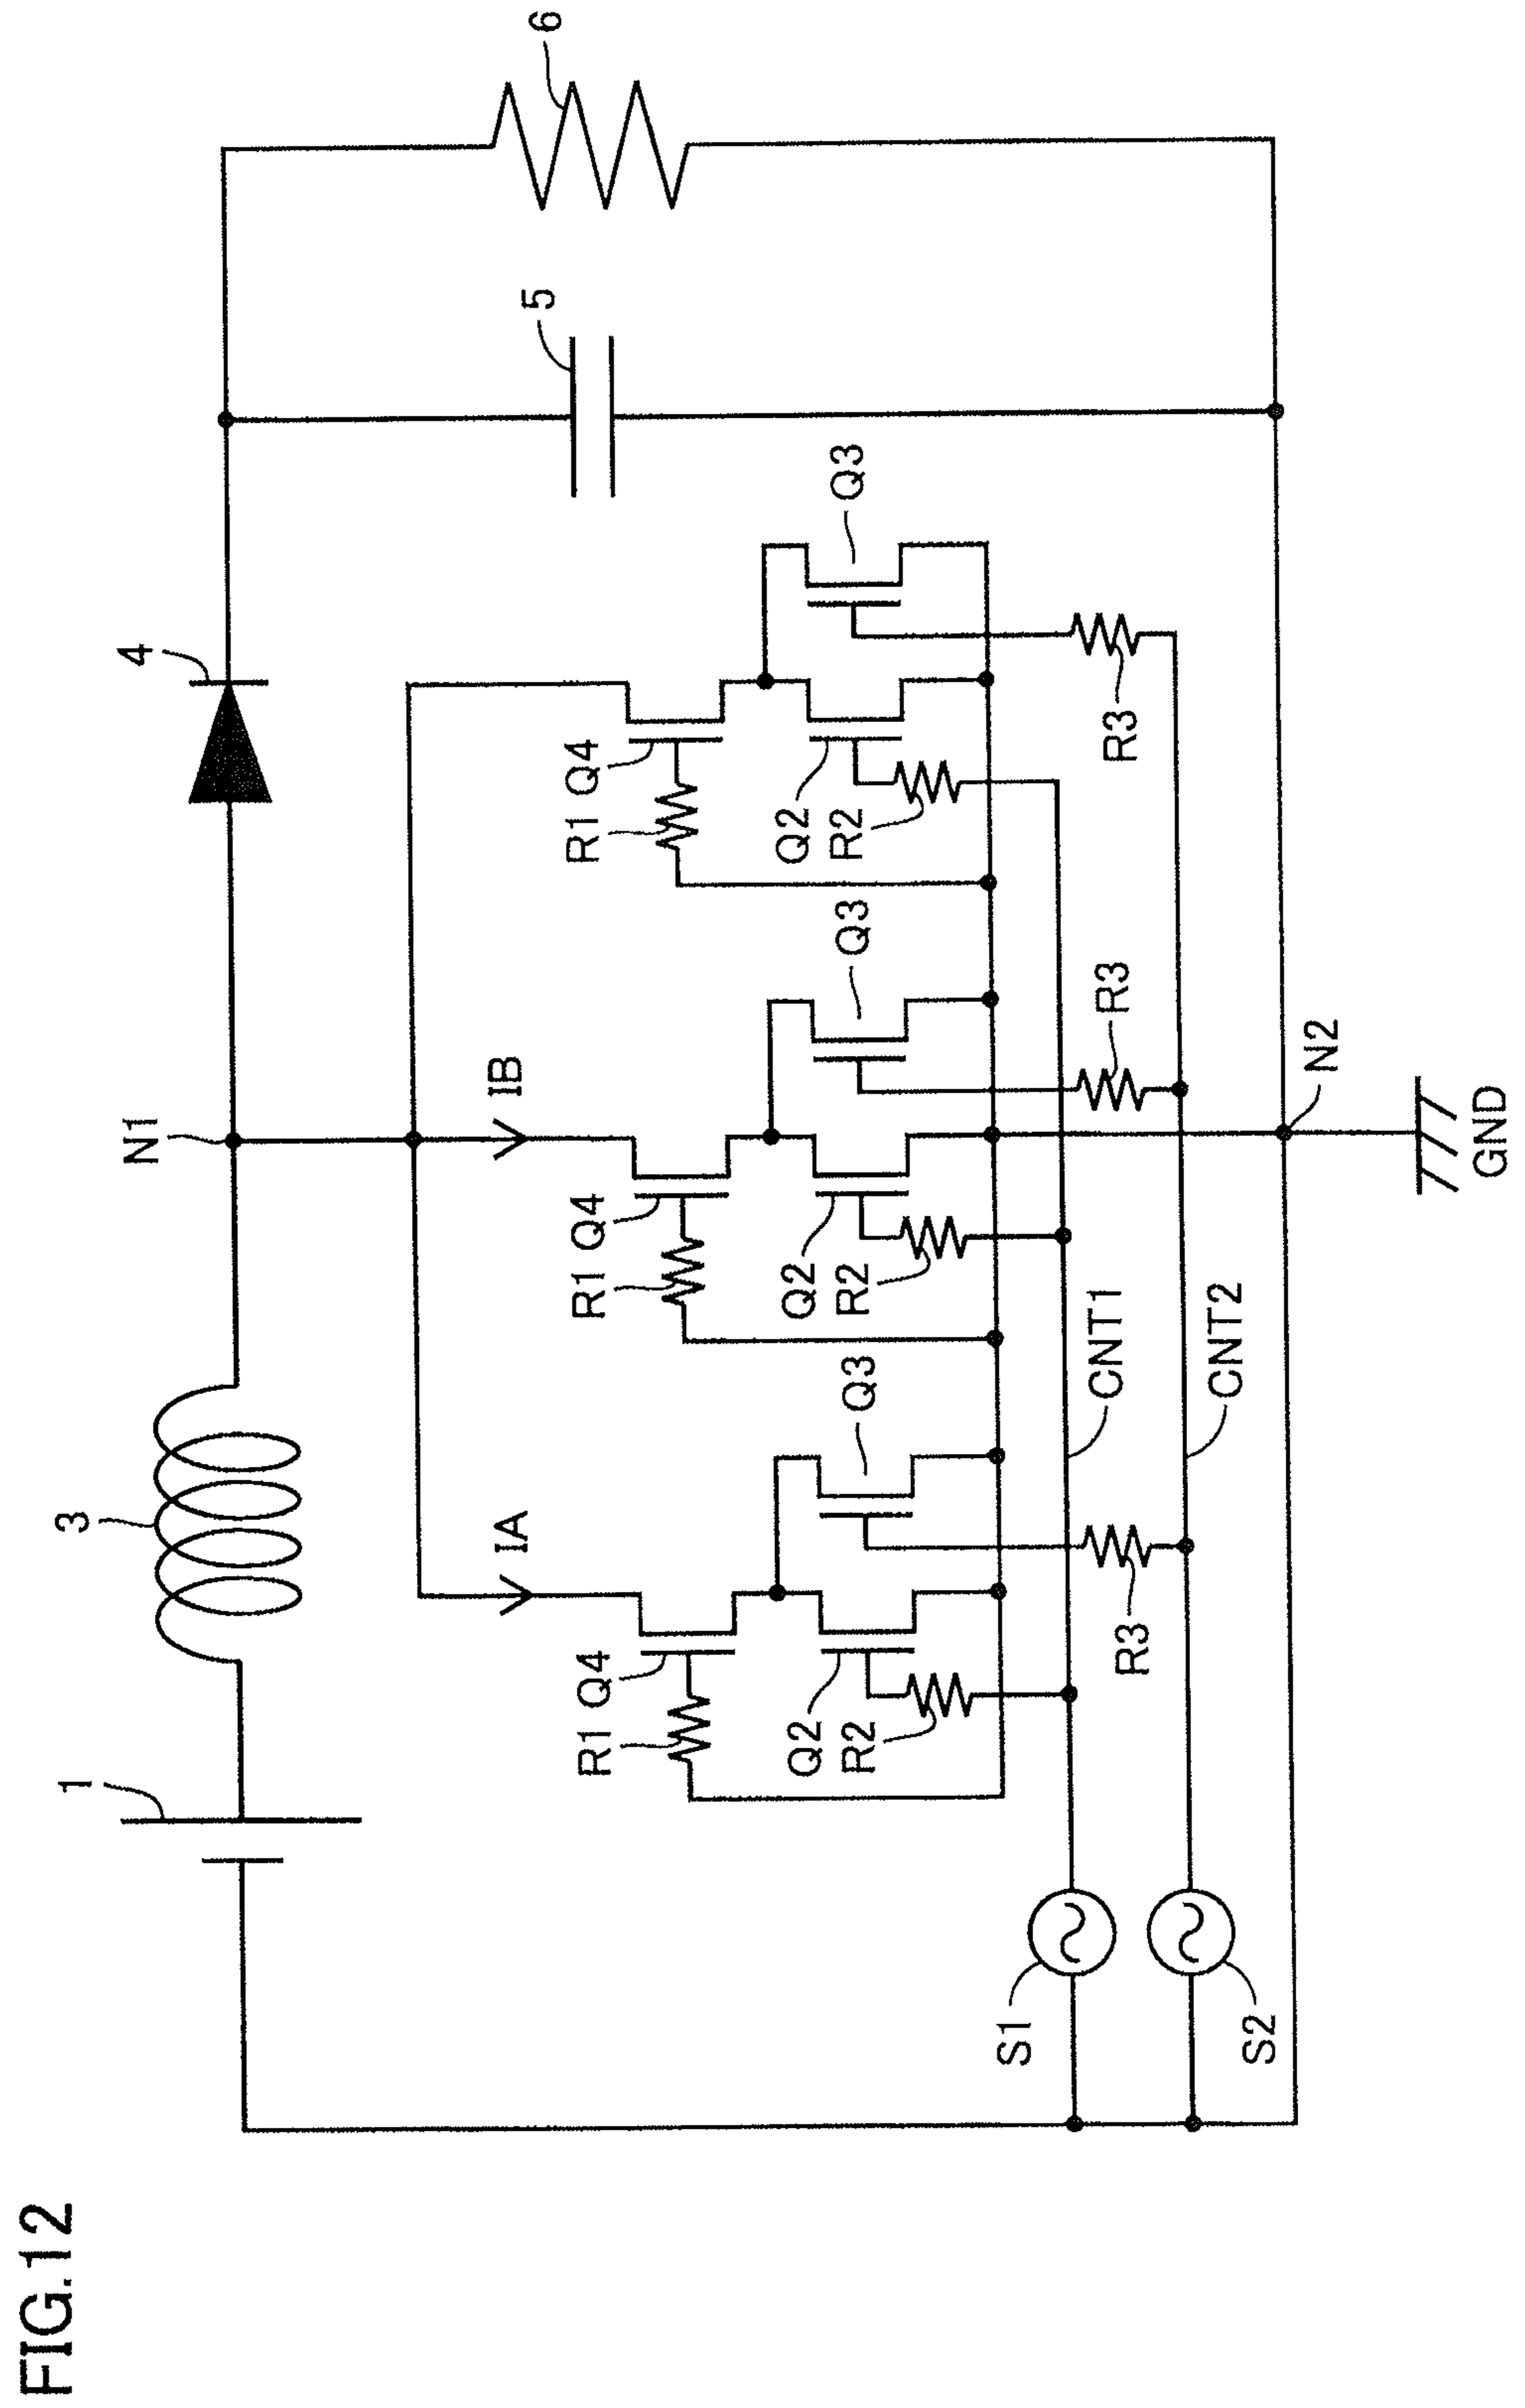 FIG.12
1
3
N1
4
5
6
IA
IB
R1
Q4
R1
Q4
R1
Q4
Q2
R2
Q3
Q2
R2
Q3
Q2
R2
Q3
R3
R3
R3
S1
CNT1
S2
CNT2
N2
GND